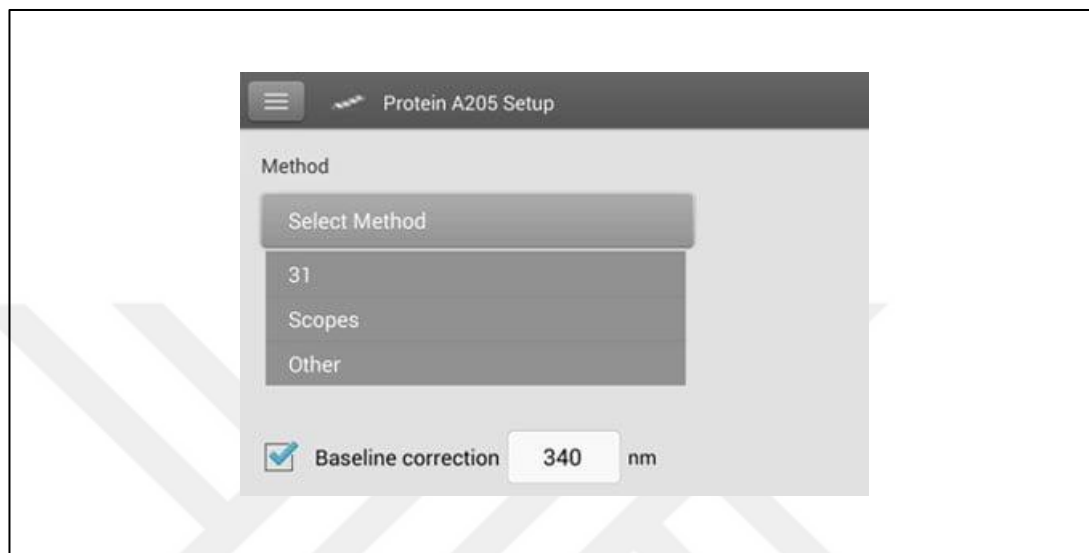 Protein A205 Setup
Method
Select Method
31
Scopes
Other
Baseline correction 340 nm